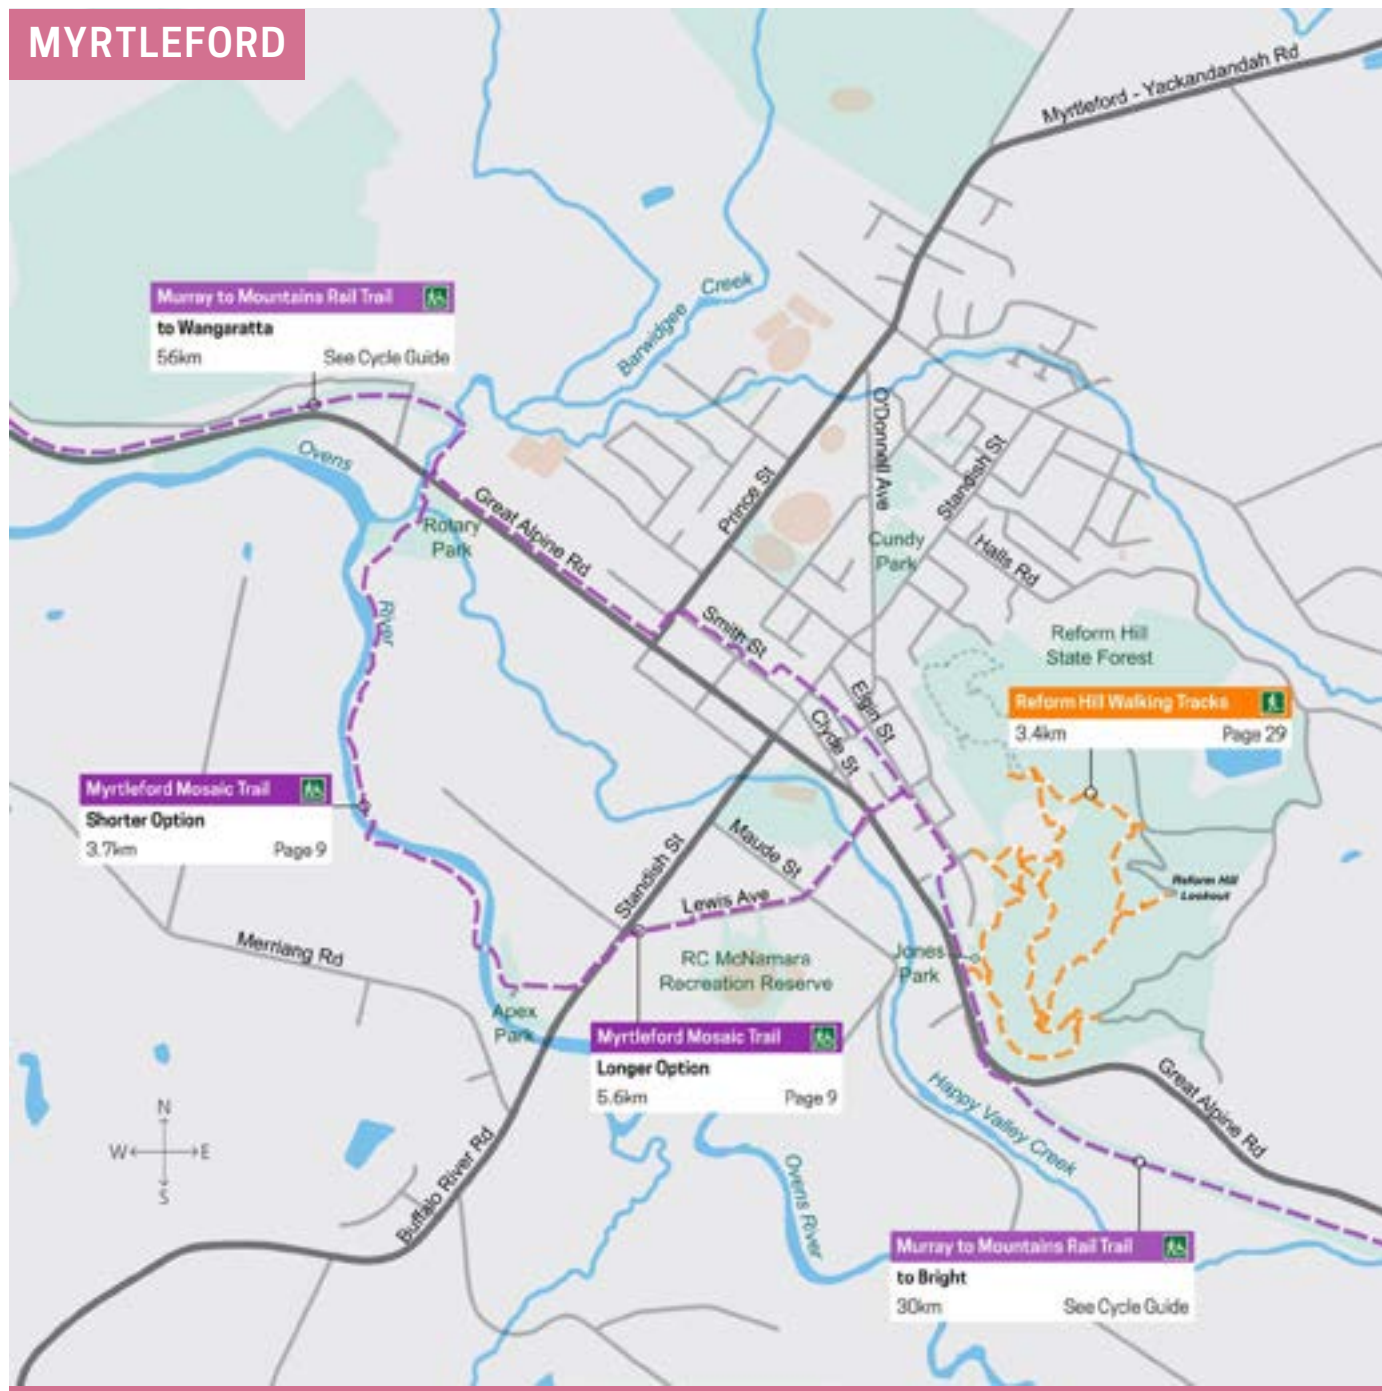 MYRTLEFORD
Myrtleford - Yackandandah Rd
Barwidgee Creek
Murray to Mountains Rail Trail
to Wangaratta
56km See Cycle Guide
Ovens
River
Rotary
Park
Great Alpine Rd
Prince St
O'Donnell Ave
Standish St
Cundy
Park
Halls Rd
Smith St
Elgin St
Clyde St
Reform Hill
State Forest
Reform Hill Walking Tracks
3.4km Page 29
Reform Hill
Lookout
Myrtleford Mosaic Trail
Shorter Option
3.7km Page 9
Maude St
Standish St
Lewis Ave
Merriang Rd
RC McNamara
Recreation Reserve
Jones
Park
Apex
Park
Myrtleford Mosaic Trail
Longer Option
5.6km Page 9
Great Alpine Rd
Happy Valley Creek
N
W E
S
Buffalo River Rd
Ovens River
Murray to Mountains Rail Trail
to Bright
30km See Cycle Guide